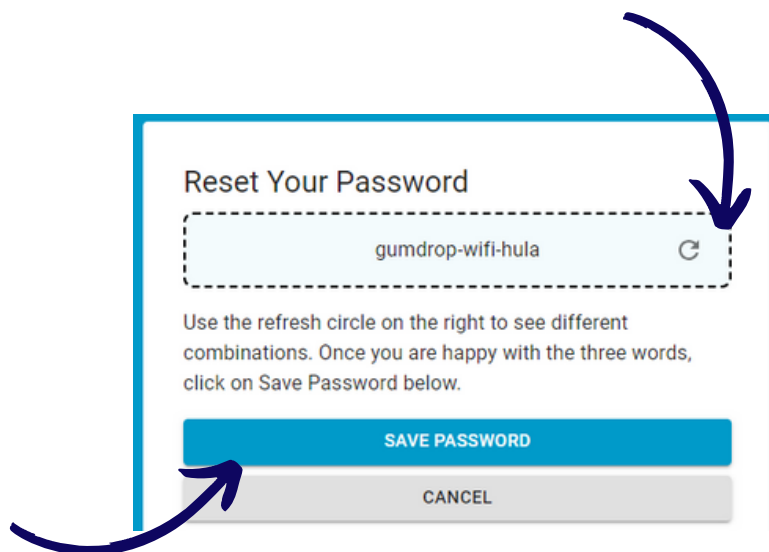 Reset Your Password
gumdrop-wifi-hula
Use the refresh circle on the right to see different
combinations. Once you are happy with the three words,
click on Save Password below.
SAVE PASSWORD
CANCEL